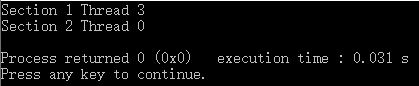 Section 1 Thread 3
Section 2 Thread 0

Process returned 0 (0x0)   execution time : 0.031 s
Press any key to continue.